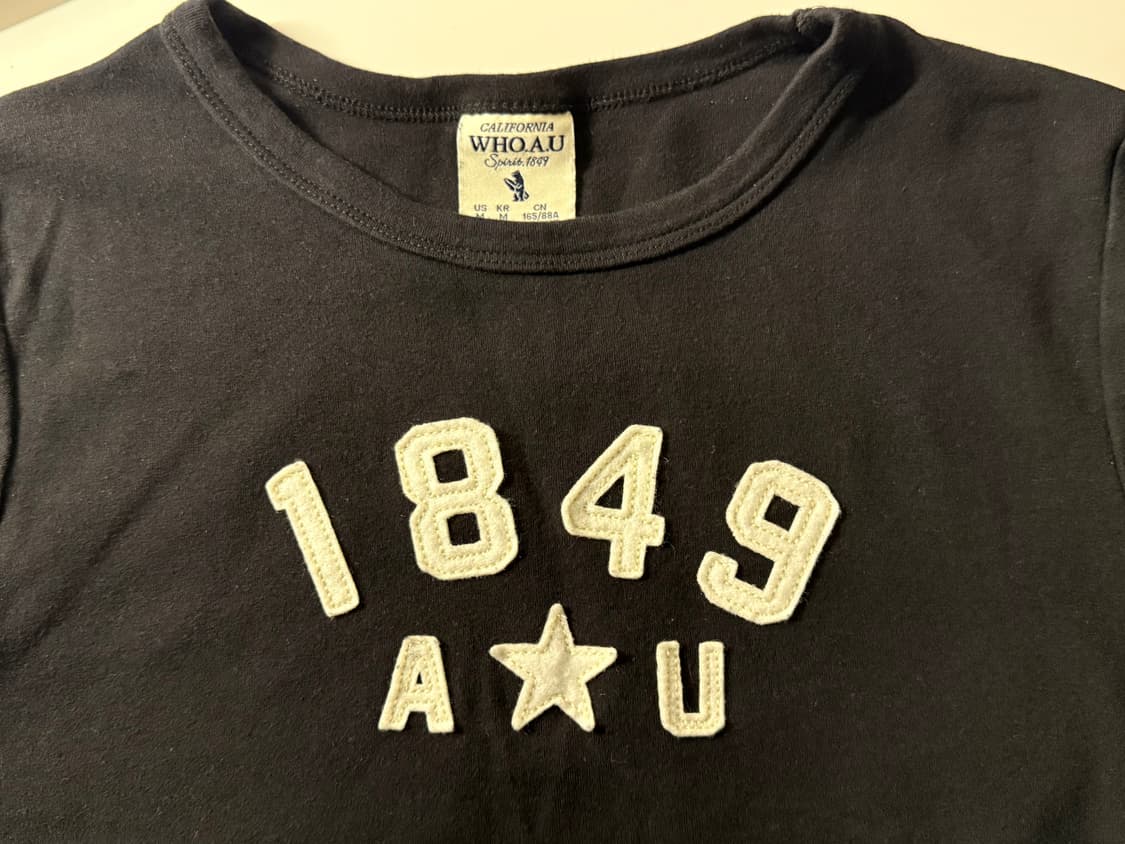 CALIFORNIA
WHO.A.U
Spirit.1849
US KR CN
M M 165/88A
1849
A★U